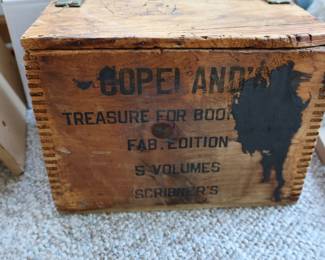 COPELAND'S
TREASURE FOR BOO
FAB. EDITION
5 VOLUMES
SCRIBNER'S